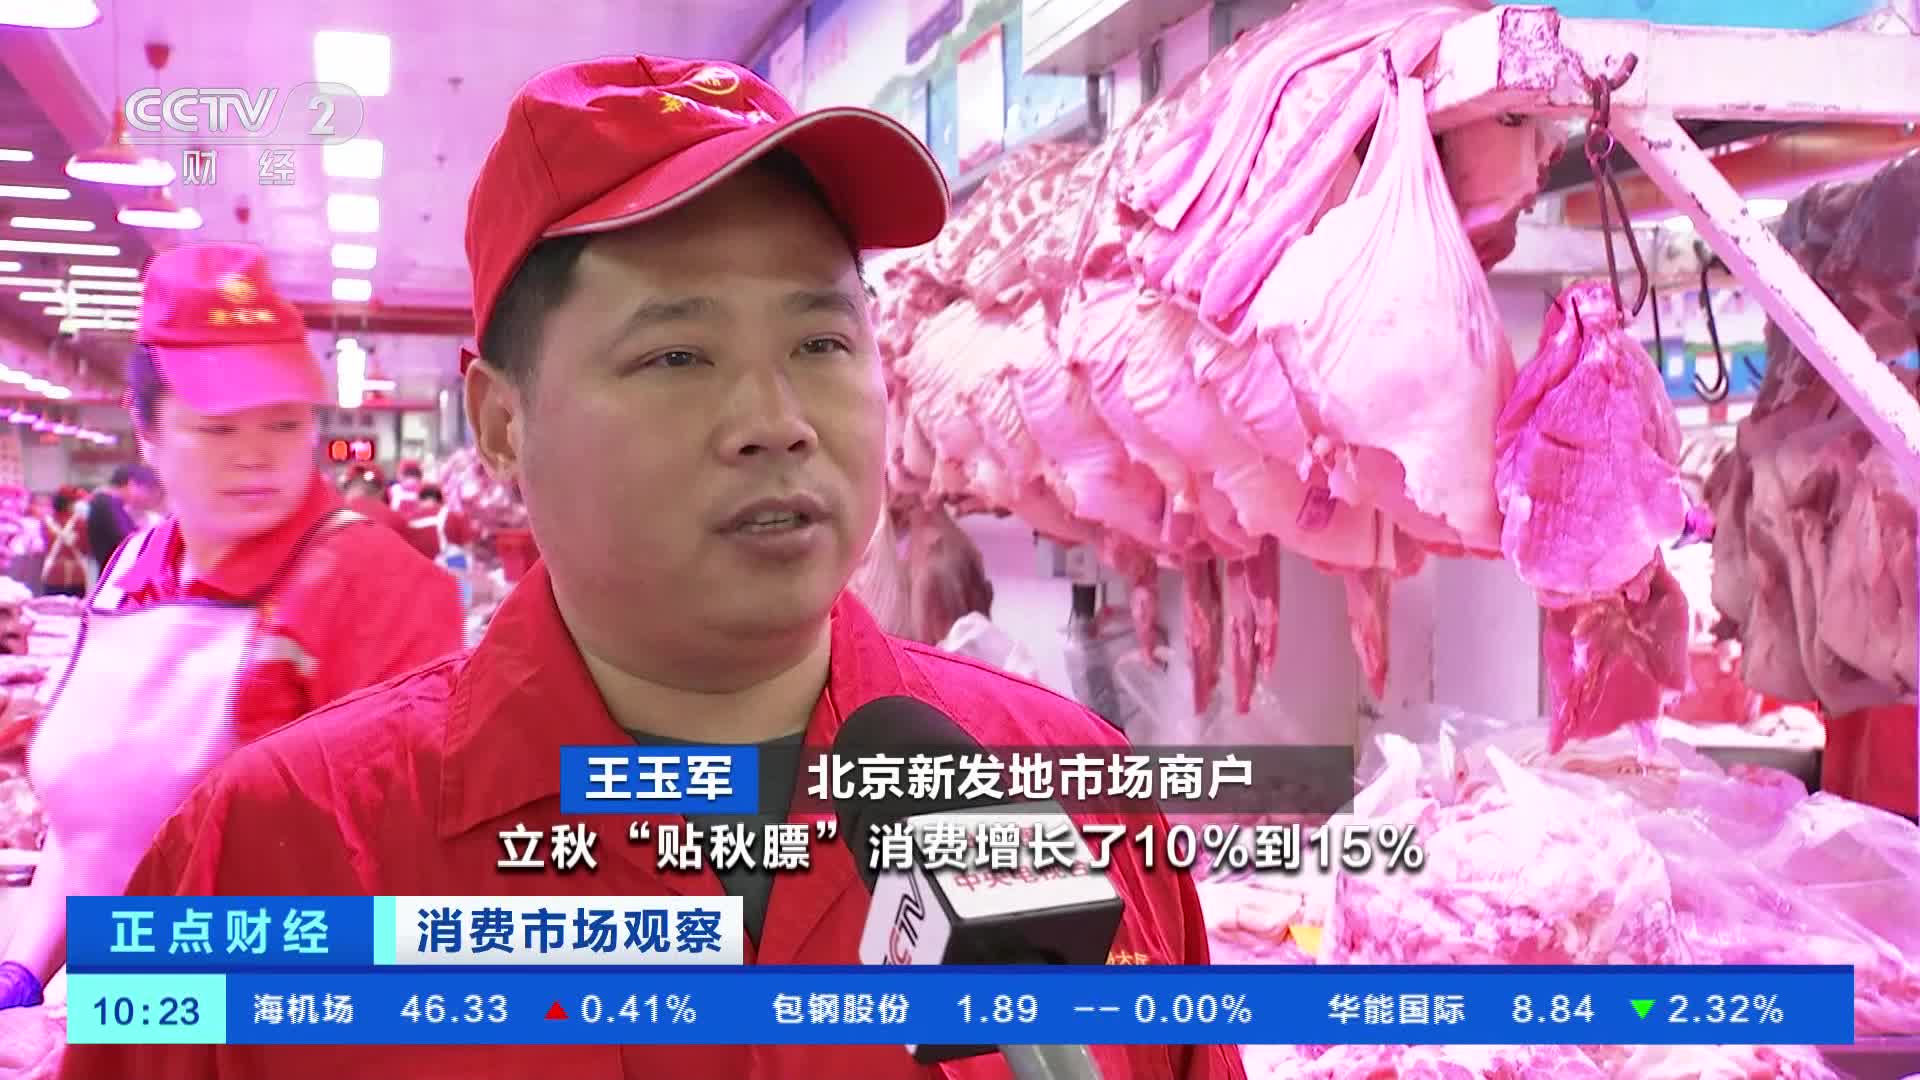 CCTV 2
财 经
王玉军 北京新发地市场商户
立秋“贴秋膘”消费增长了10%到15%
CCTV
正点财经 消费市场观察
10:23 海机场 46.33 ▲0.41% 包钢股份 1.89 -- 0.00% 华能国际 8.84 ▼2.32%